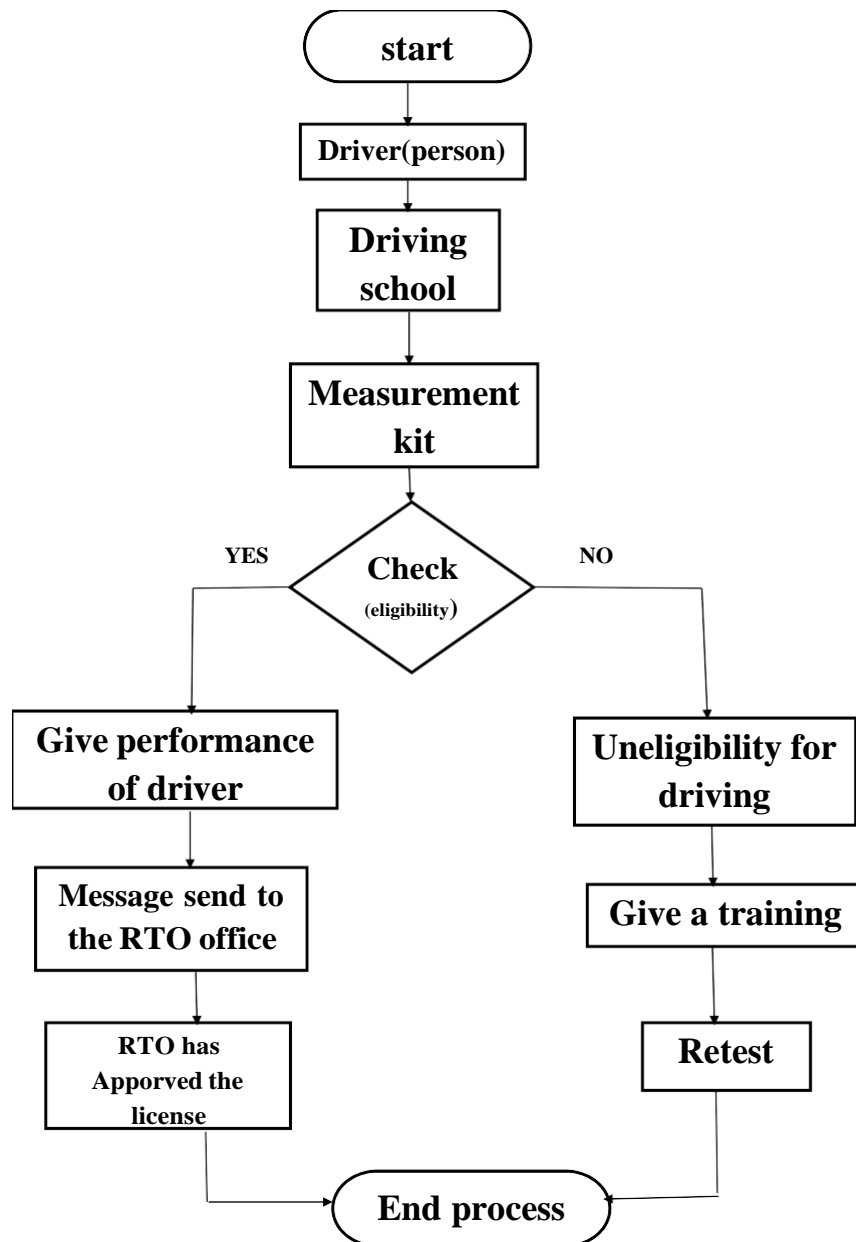 start
Driver(person)
Driving
school
Measurement
kit
YES
NO
Check
(eligibility)
Give performance
of driver
Uneligibility for
driving
Message send to
the RTO office
Give a training
RTO has
Apporved the
license
Retest
End process